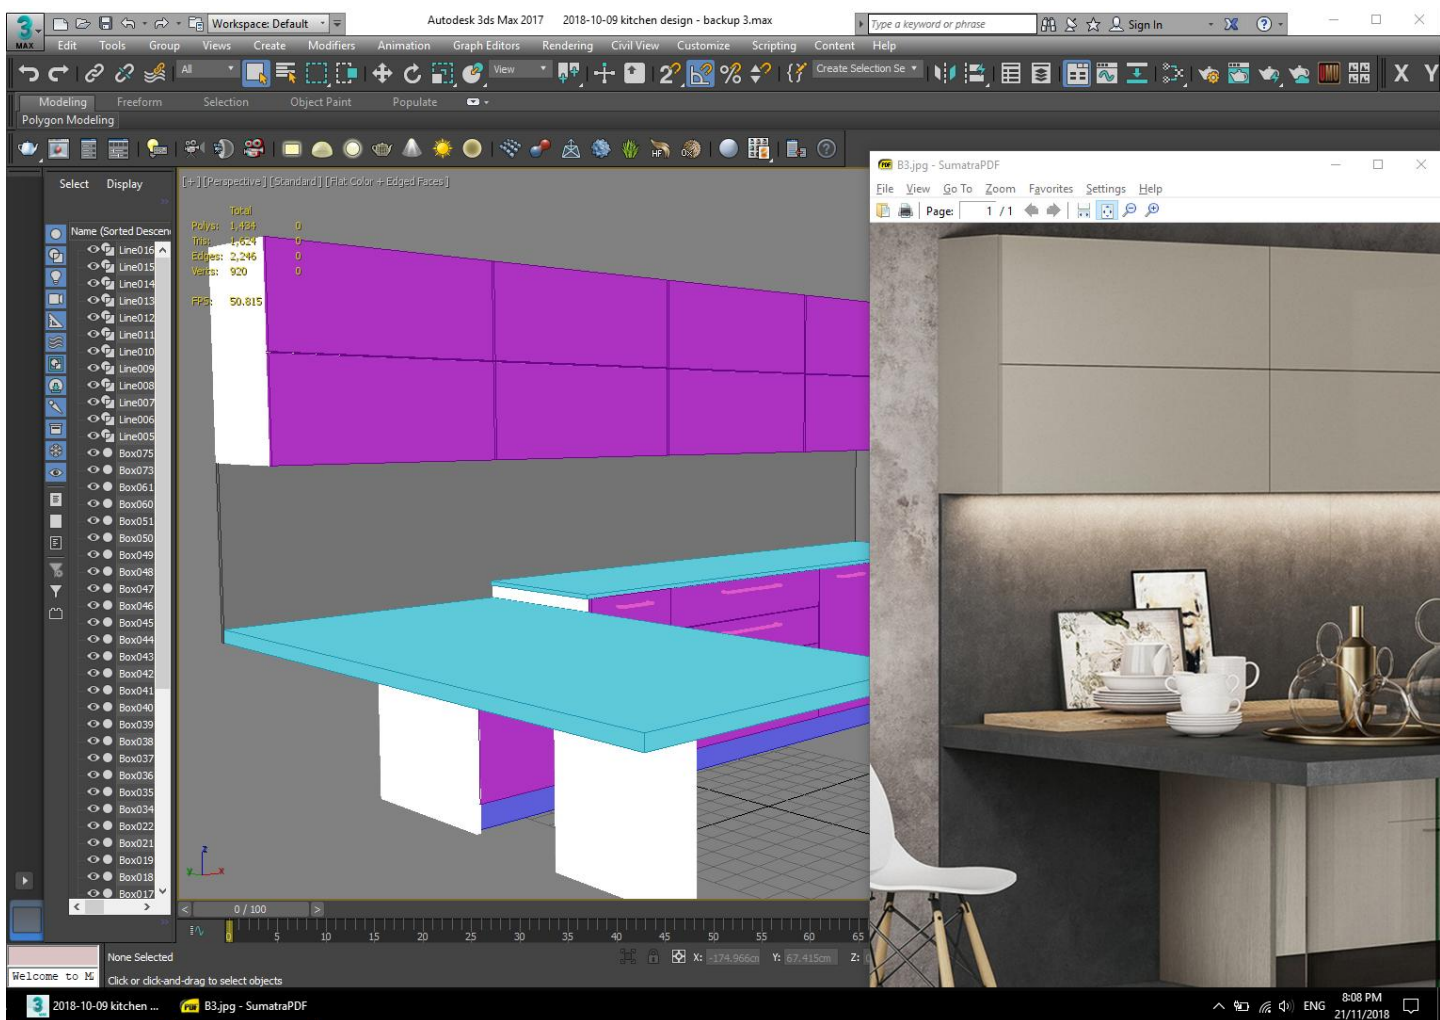 3 Workspace: Default Autodesk 3ds Max 2017 2018-10-09 kitchen design - backup 3.max Type a keyword or phrase Sign In
MAX Edit Tools Group Views Create Modifiers Animation Graph Editors Rendering Civil View Customize Scripting Content Help
All View Create Selection Se X Y
Modeling Freeform Selection Object Paint Populate
Polygon Modeling
Select Display
[+] [Perspective] [Standard] [Flat Color + Edged Faces]
Total
Polys: 1,434 0
Tris: 1,624 0
Edges: 2,246 0
Verts: 920 0
FPS: 50.815
Name (Sorted Descen
Line016
Line015
Line014
Line013
Line012
Line011
Line010
Line009
Line008
Line007
Line006
Line005
Box075
Box073
Box061
Box060
Box051
Box050
Box049
Box048
Box047
Box046
Box045
Box044
Box043
Box042
Box041
Box040
Box039
Box038
Box037
Box036
Box035
Box034
Box022
Box021
Box019
Box018
Box017
z
y x
B3.jpg - SumatraPDF
File View Go To Zoom Favorites Settings Help
Page: 1 / 1
0 / 100
0 5 10 15 20 25 30 35 40 45 50 55 60 65
None Selected X: -174.966cm Y: 67.415cm Z:
Welcome to M Click or click-and-drag to select objects
2018-10-09 kitchen ... B3.jpg - SumatraPDF ENG 8:08 PM
21/11/2018